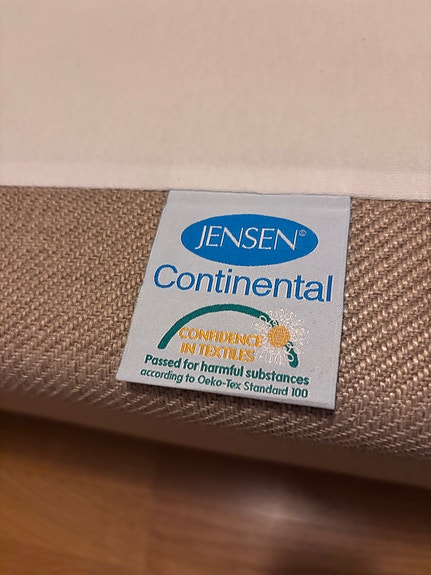 JENSEN®
Continental
CONFIDENCE
IN TEXTILES
Passed for harmful substances
according to Oeko-Tex Standard 100